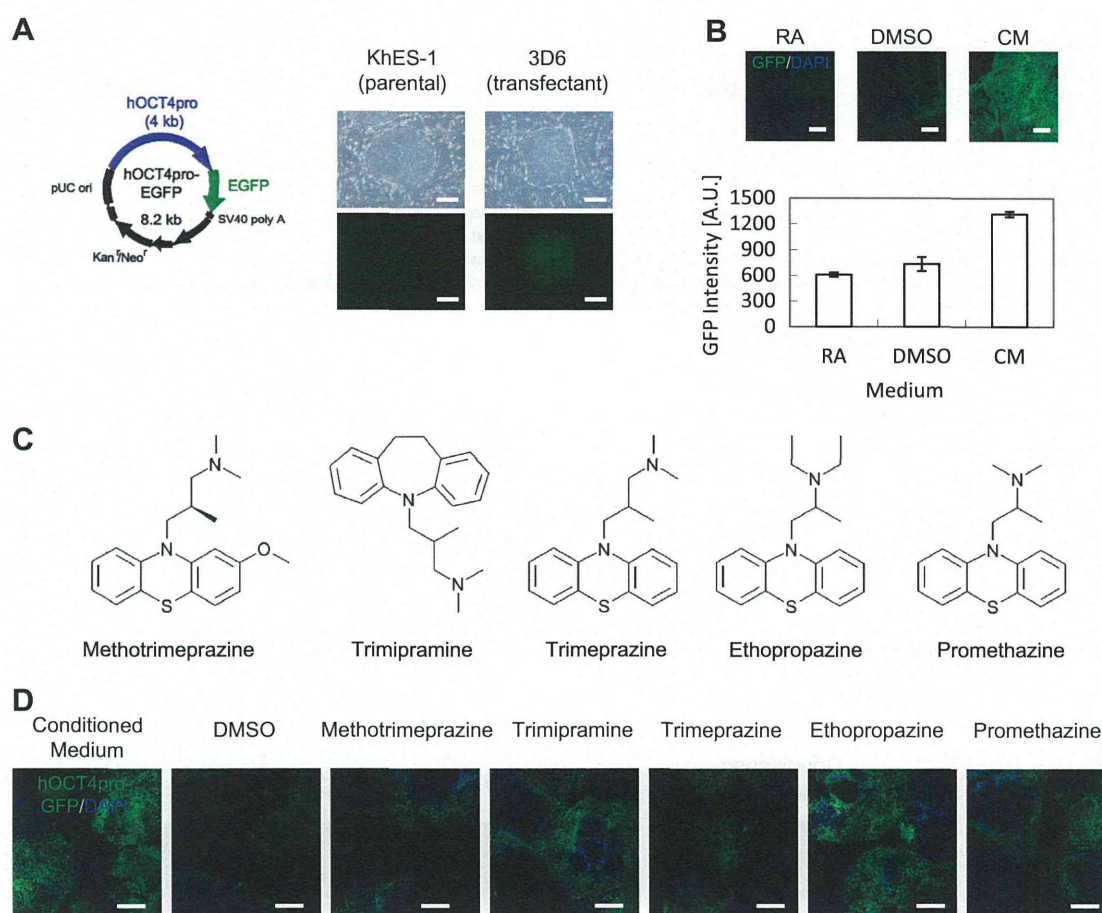 A
KhES-1
(parental)
3D6
(transfectant)
hOCT4pro
(4 kb)
pUC ori
hOCT4pro-
EGFP
EGFP
8.2 kb
SV40 poly A
Kanʳ/Neoʳ
B
RA
DMSO
CM
GFP/DAPI
GFP Intensity [A.U.]
1500
1200
900
600
300
0
RA
DMSO
CM
Medium
C
N
O
N
S
N
N
N
N
S
N
N
S
N
N
S
Methotrimeprazine
Trimipramine
Trimeprazine
Ethopropazine
Promethazine
D
Conditioned
Medium
DMSO
Methotrimeprazine
Trimipramine
Trimeprazine
Ethopropazine
Promethazine
hOCT4pro-
GFP/DAPI